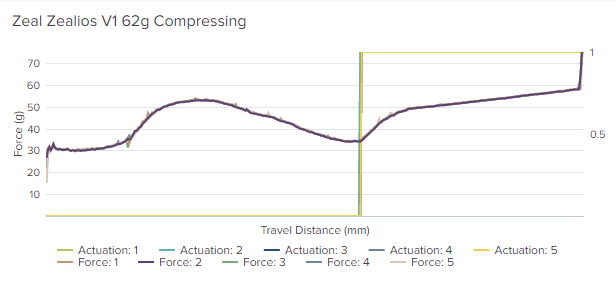 Zeal Zealios V1 62g Compressing
70
60
50
40
30
20
10
Force (g)
1
0.5
Travel Distance (mm)
Actuation: 1 Actuation: 2 Actuation: 3 Actuation: 4 Actuation: 5
Force: 1 Force: 2 Force: 3 Force: 4 Force: 5